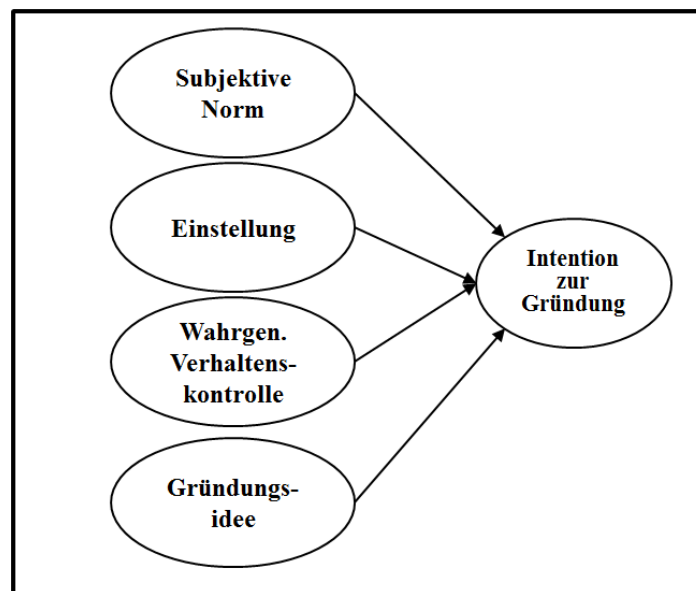 Subjektive
Norm
Einstellung
Wahrgen.
Verhaltens-
kontrolle
Gründungs-
idee
Intention
zur
Gründung